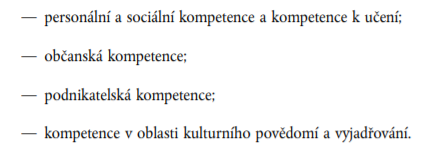 — personální a sociální kompetence a kompetence k učení;
— občanská kompetence;
— podnikatelská kompetence;
— kompetence v oblasti kulturního povědomí a vyjadřování.